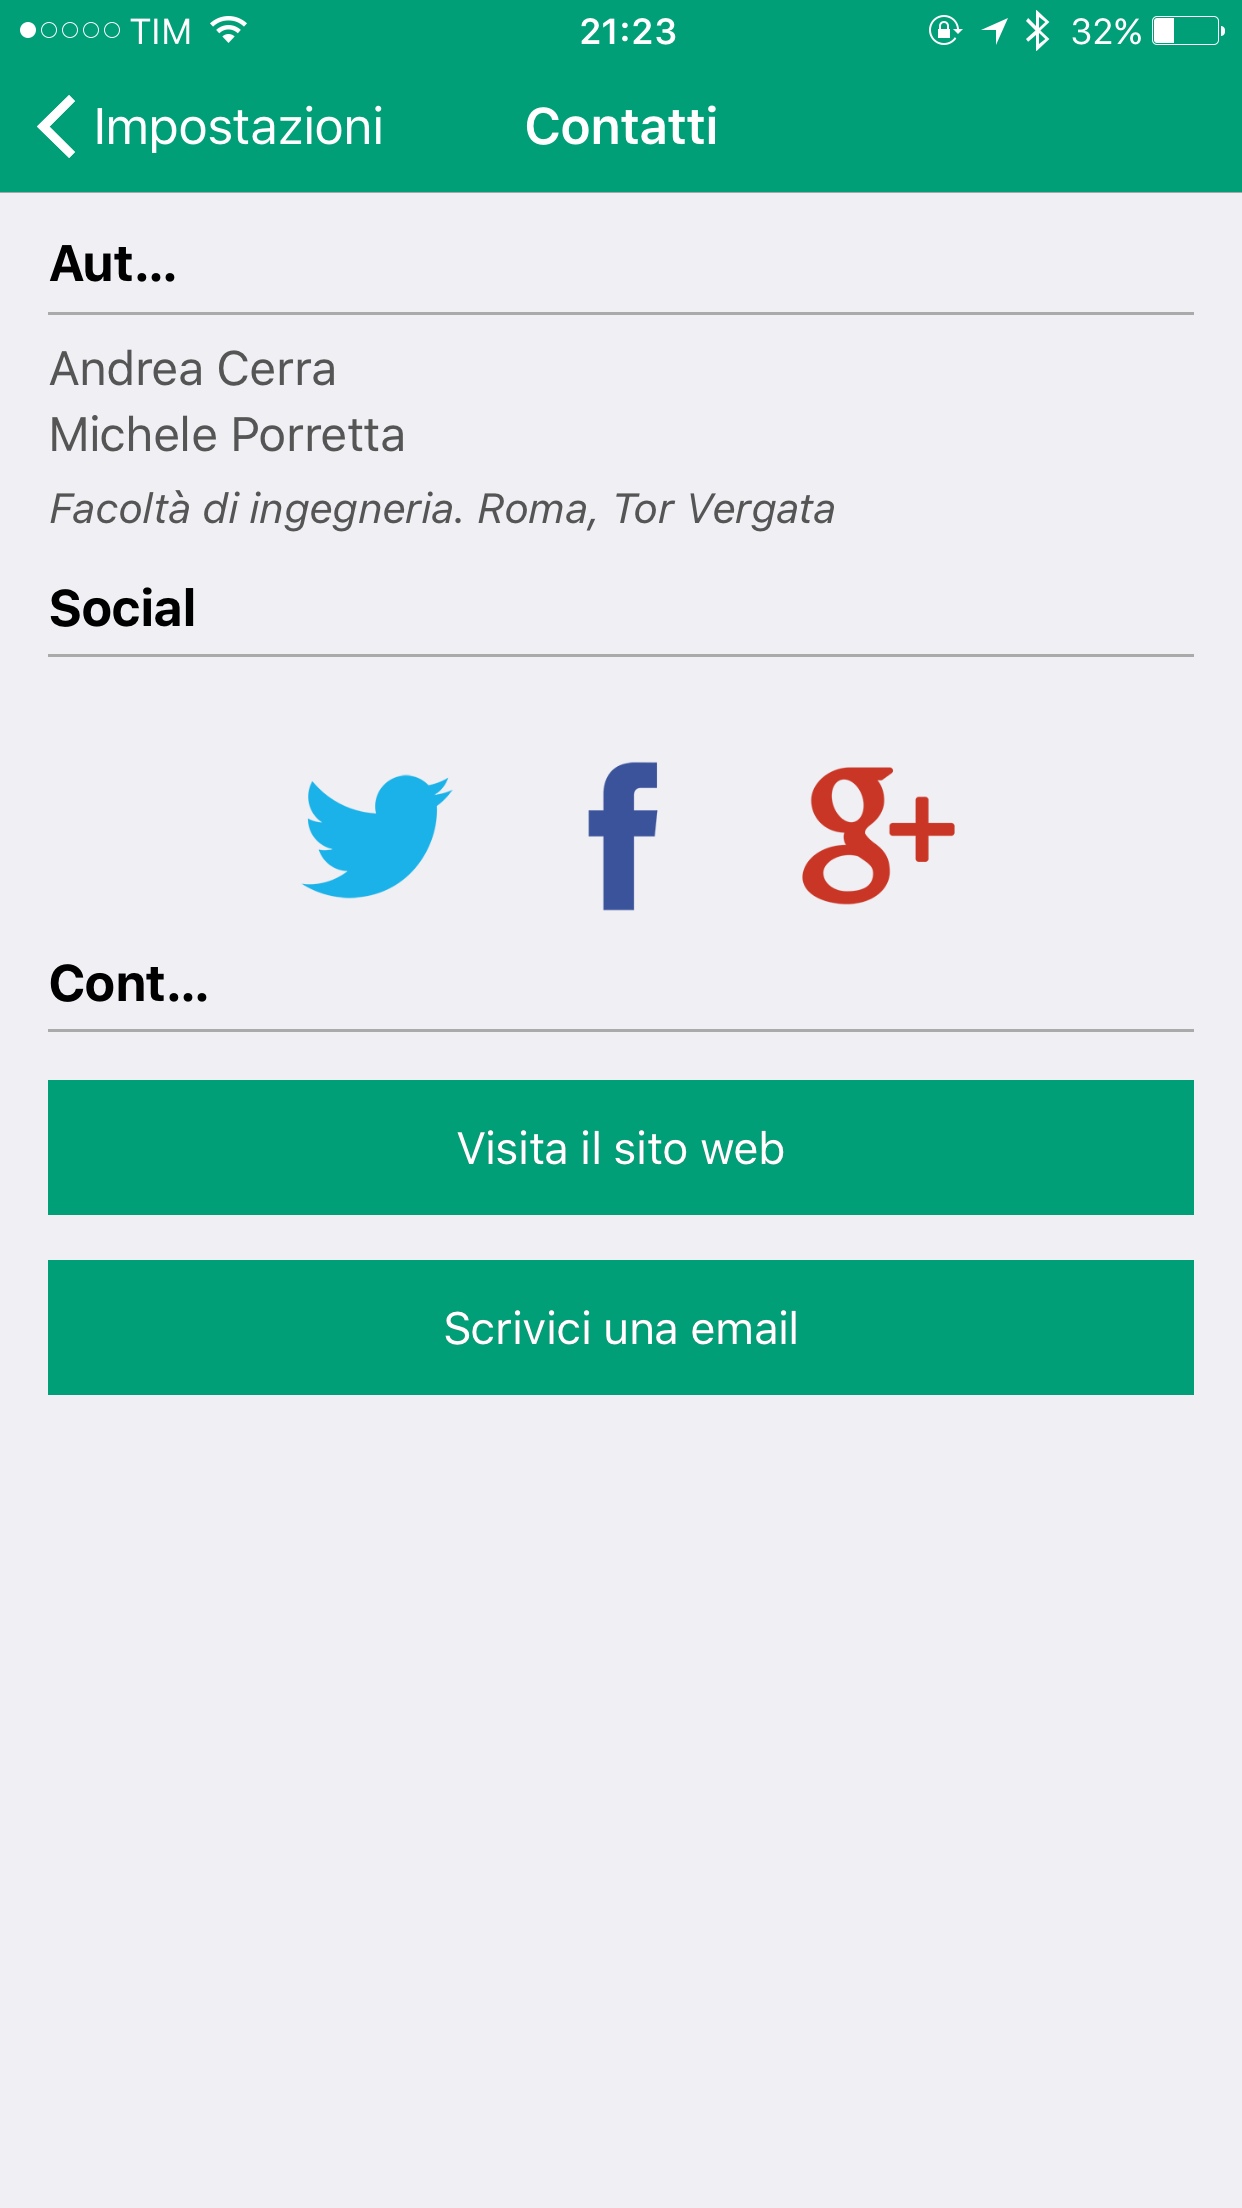 TIM 21:23 32%
Impostazioni Contatti
Aut...
Andrea Cerra
Michele Porretta
Facoltà di ingegneria. Roma, Tor Vergata
Social
f g+
Cont...
Visita il sito web
Scrivici una email